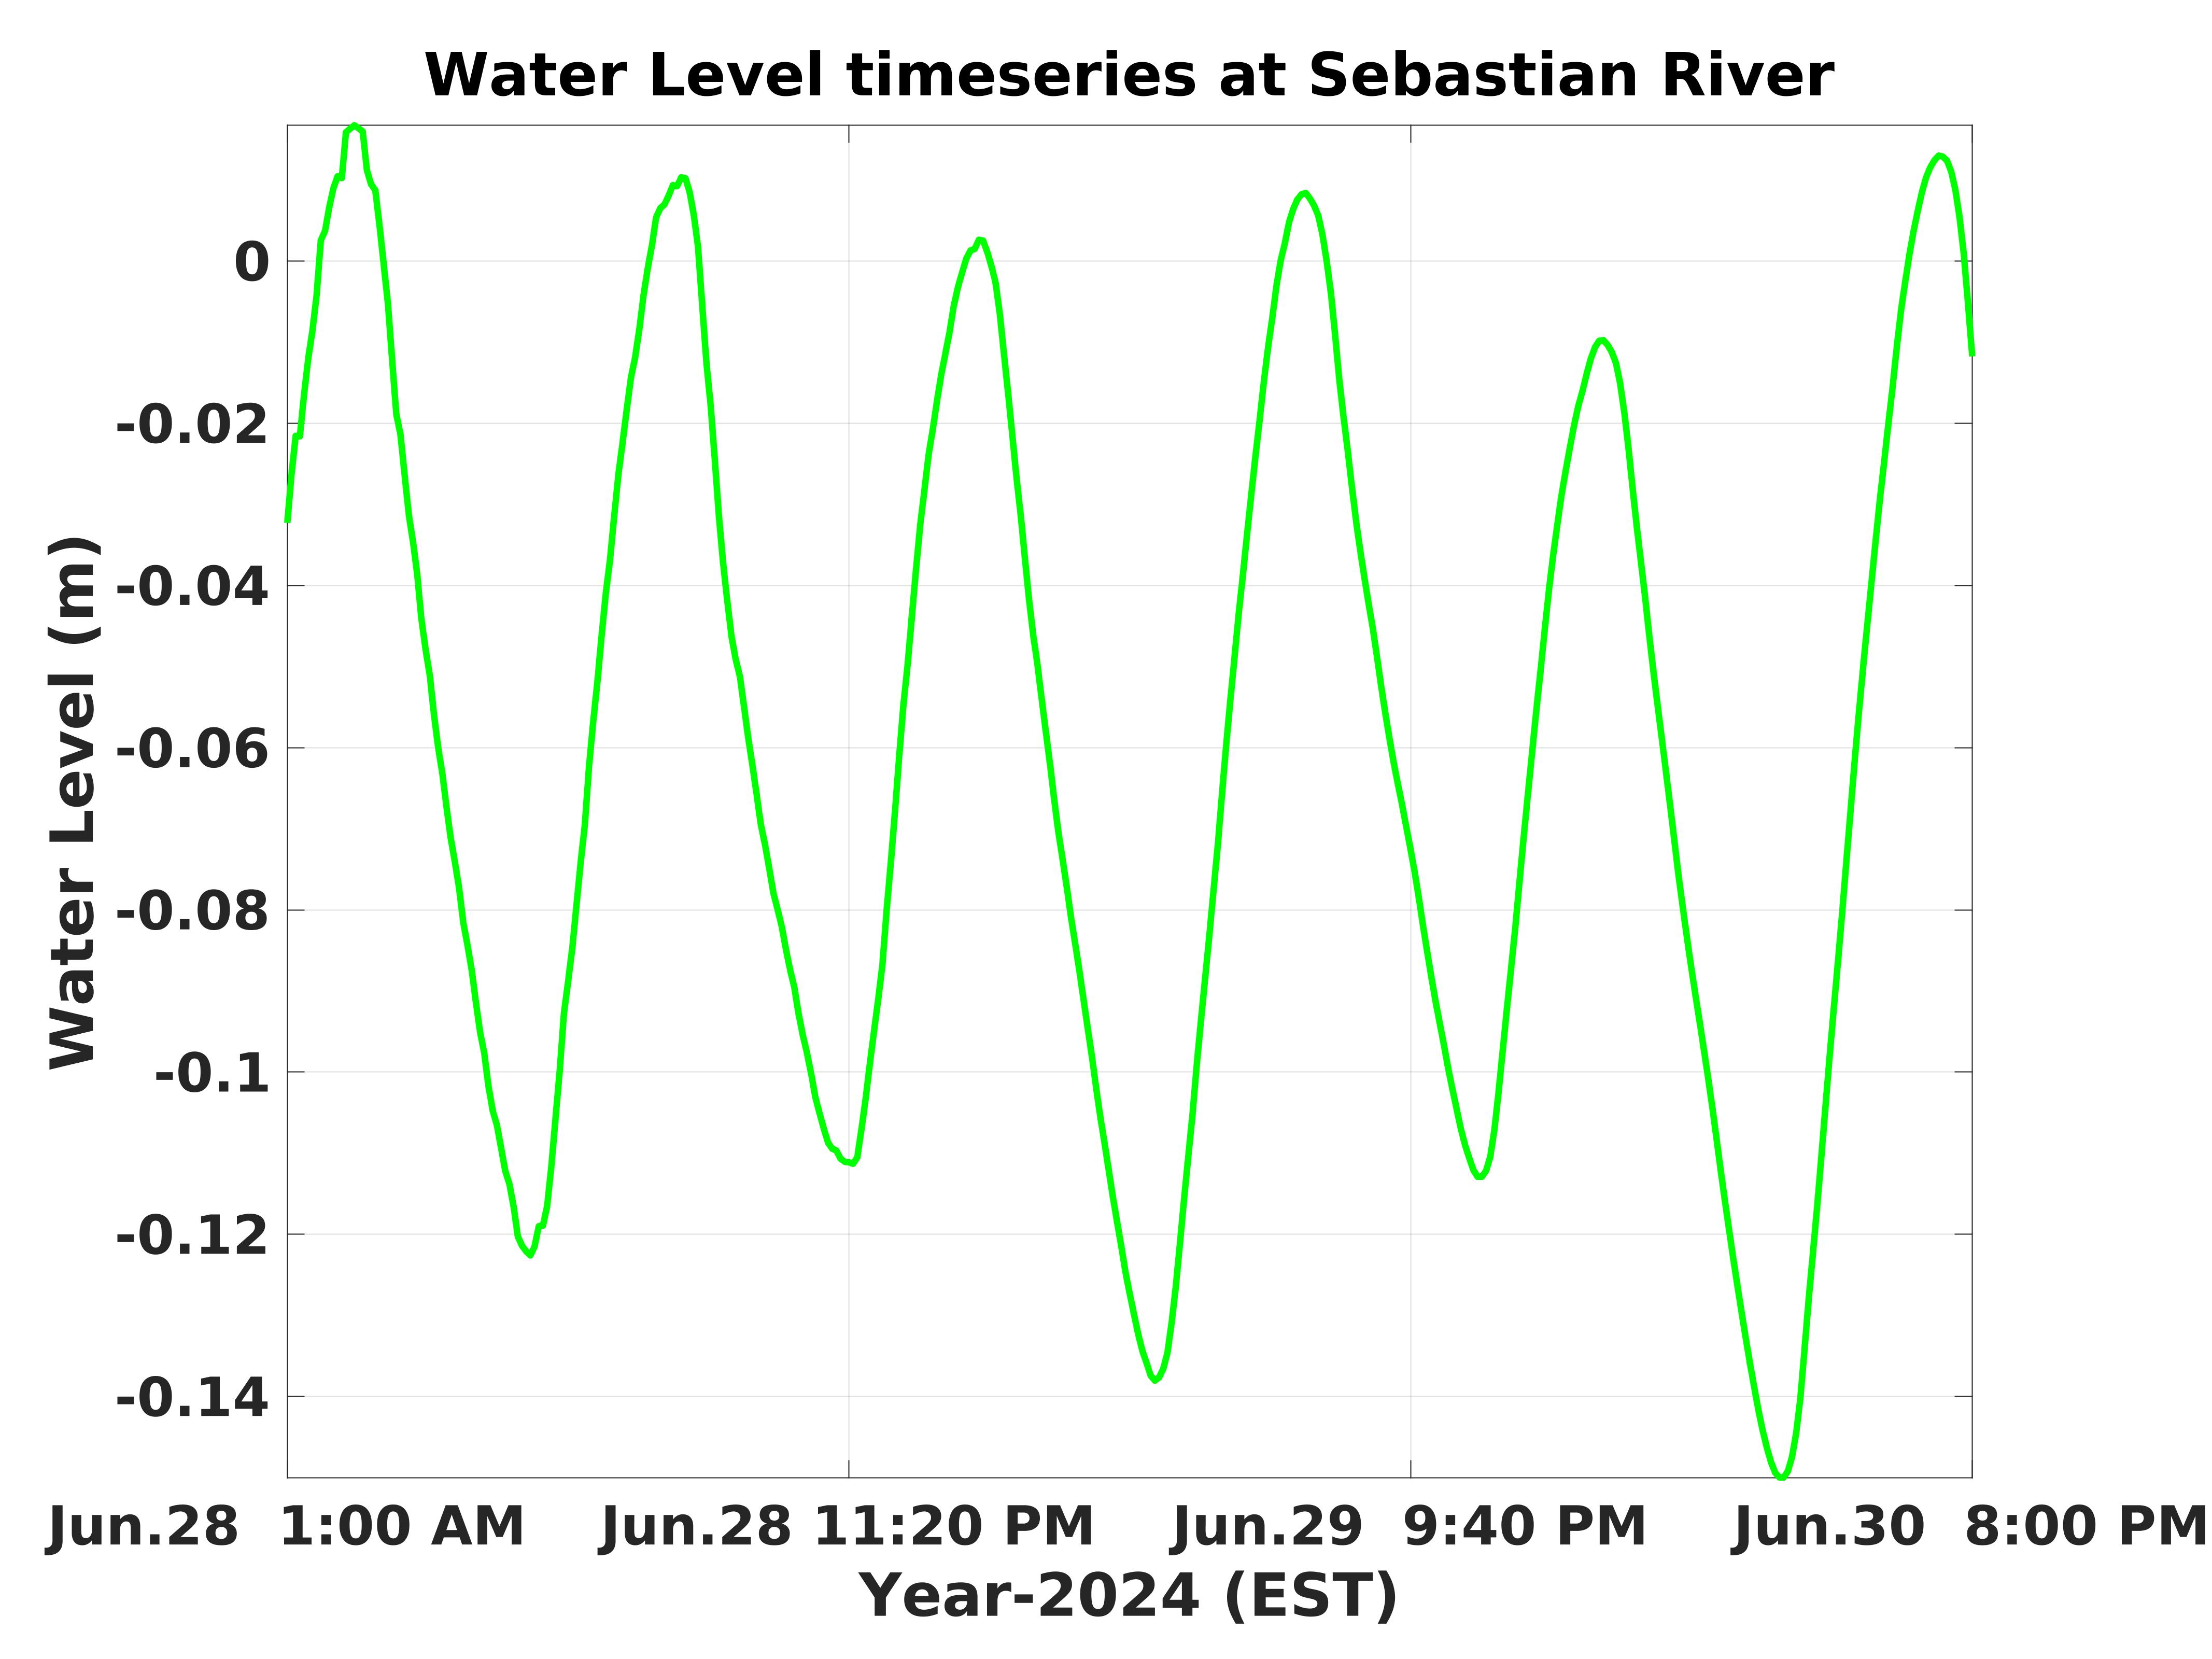 Water Level timeseries at Sebastian River
Water Level (m)
0
-0.02
-0.04
-0.06
-0.08
-0.1
-0.12
-0.14
Jun.28 1:00 AM Jun.28 11:20 PM Jun.29 9:40 PM Jun.30 8:00 PM
Year-2024 (EST)